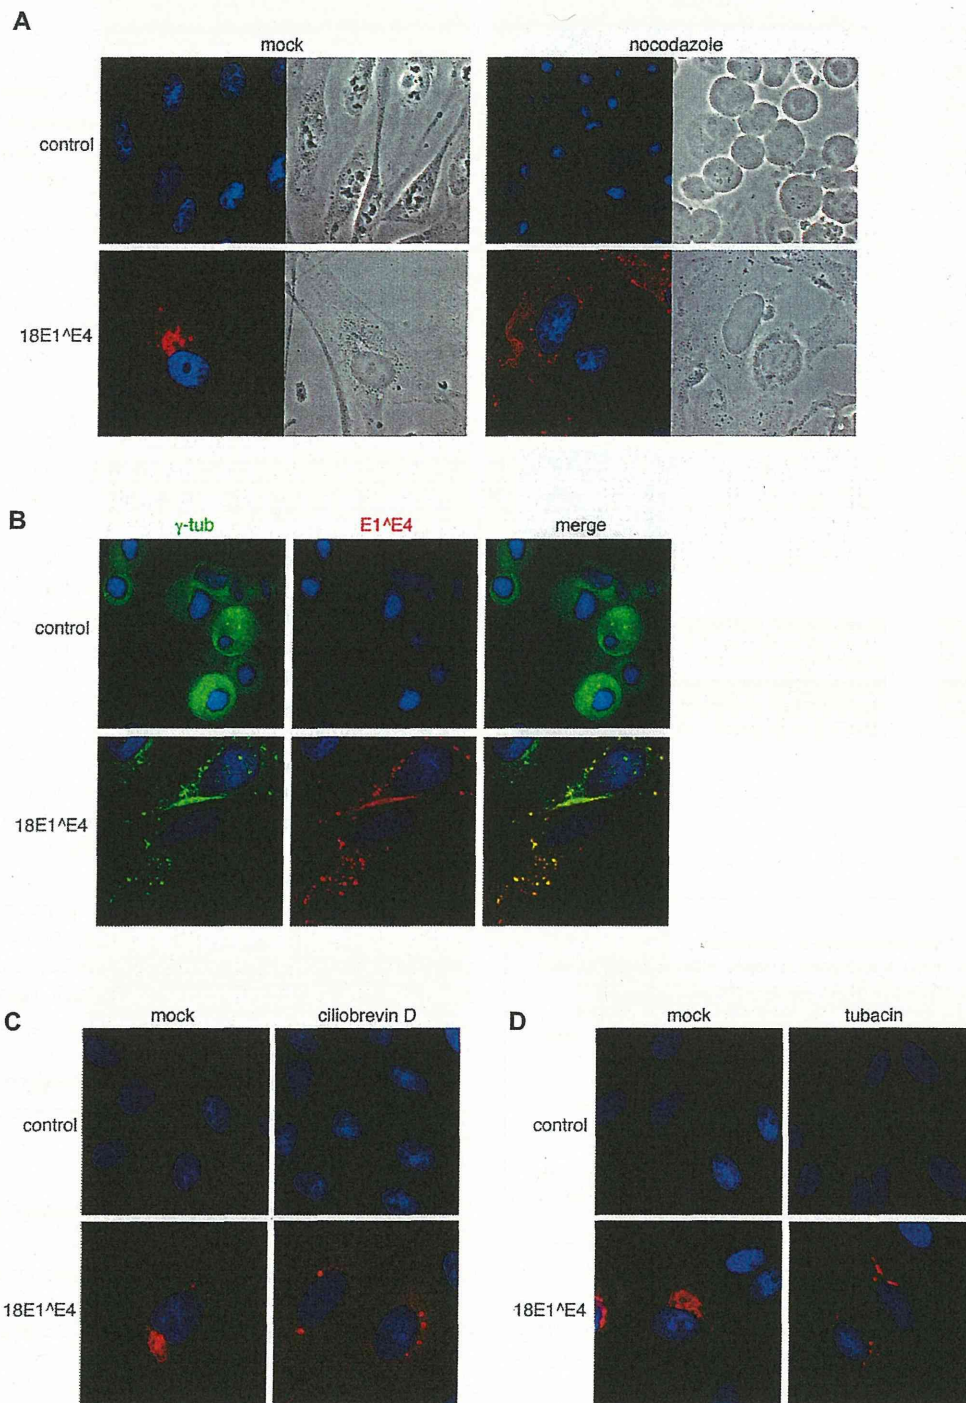 A
mock nocodazole
control
18E1^E4
B
γ-tub E1^E4 merge
control
18E1^E4
C
mock ciliobrevin D
control
18E1^E4
D
mock tubacin
control
18E1^E4